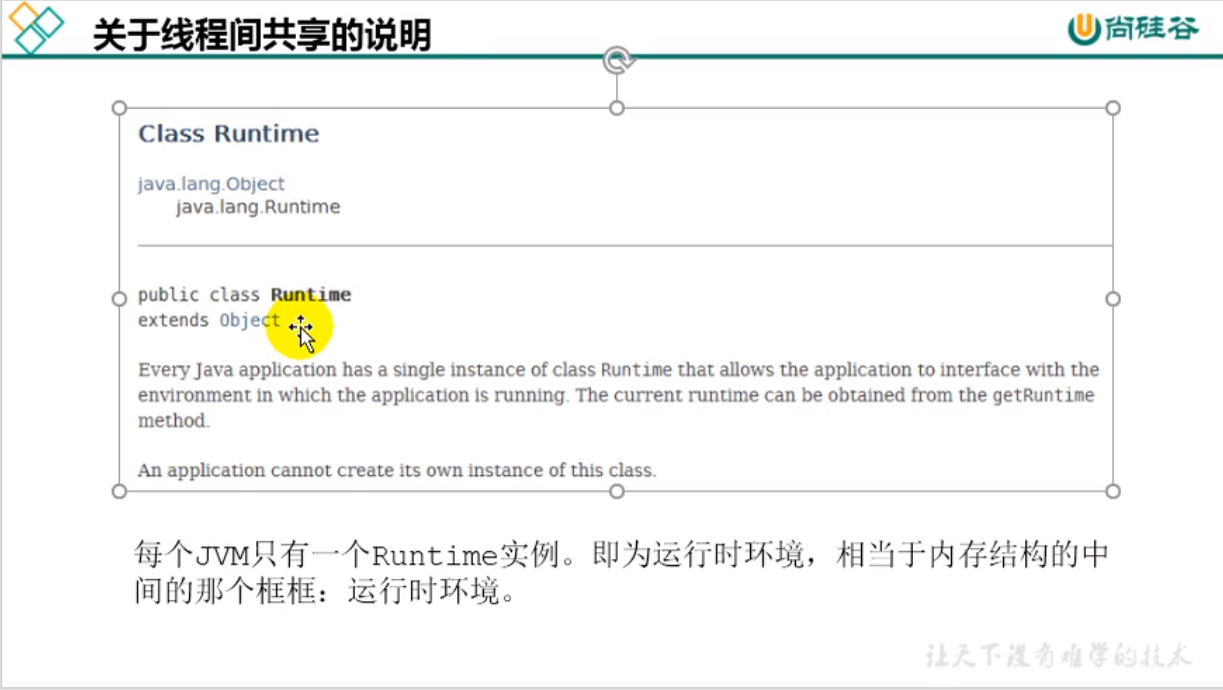 关于线程间共享的说明
尚硅谷
Class Runtime
java.lang.Object
java.lang.Runtime
public class Runtime
extends Object
Every Java application has a single instance of class Runtime that allows the application to interface with the
environment in which the application is running. The current runtime can be obtained from the getRuntime
method.
An application cannot create its own instance of this class.
每个JVM只有一个Runtime实例。即为运行时环境，相当于内存结构的中
间的那个框框：运行时环境。
让天下没有难学的技术